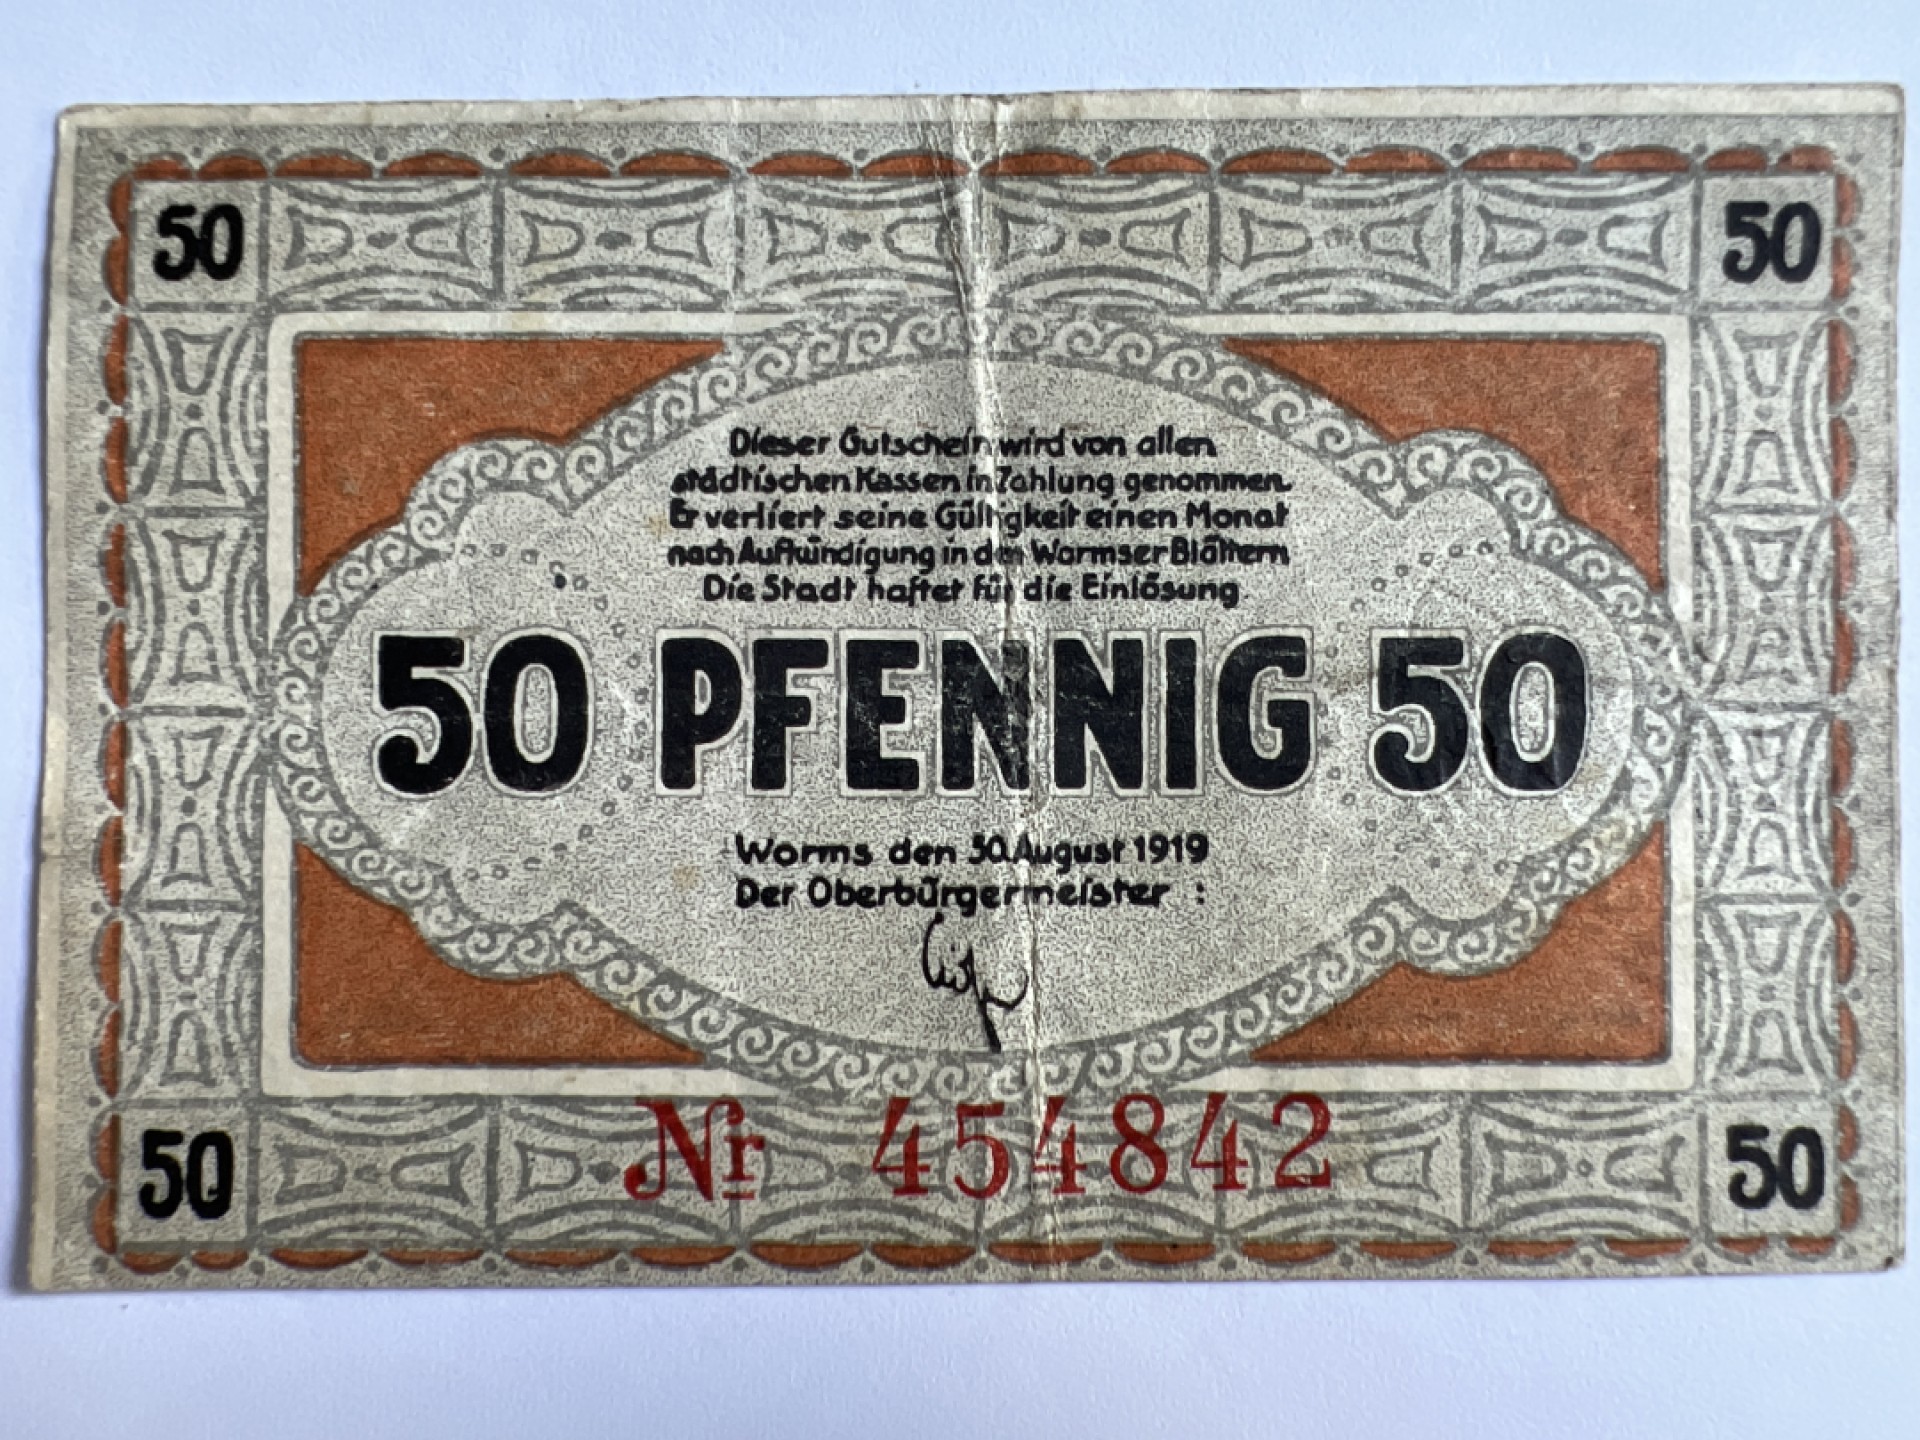 50 50
Dieser Gutschein wird von allen
städtischen Kassen in Zahlung genommen.
Er verliert seine Gültigkeit einen Monat
nach Aufkündigung in den Wormser Blättern.
Die Stadt haftet für die Einlösung.
50 PFENNIG 50
Worms den 30. August 1919
Der Oberbürgermeister :
50 Nr 454842 50